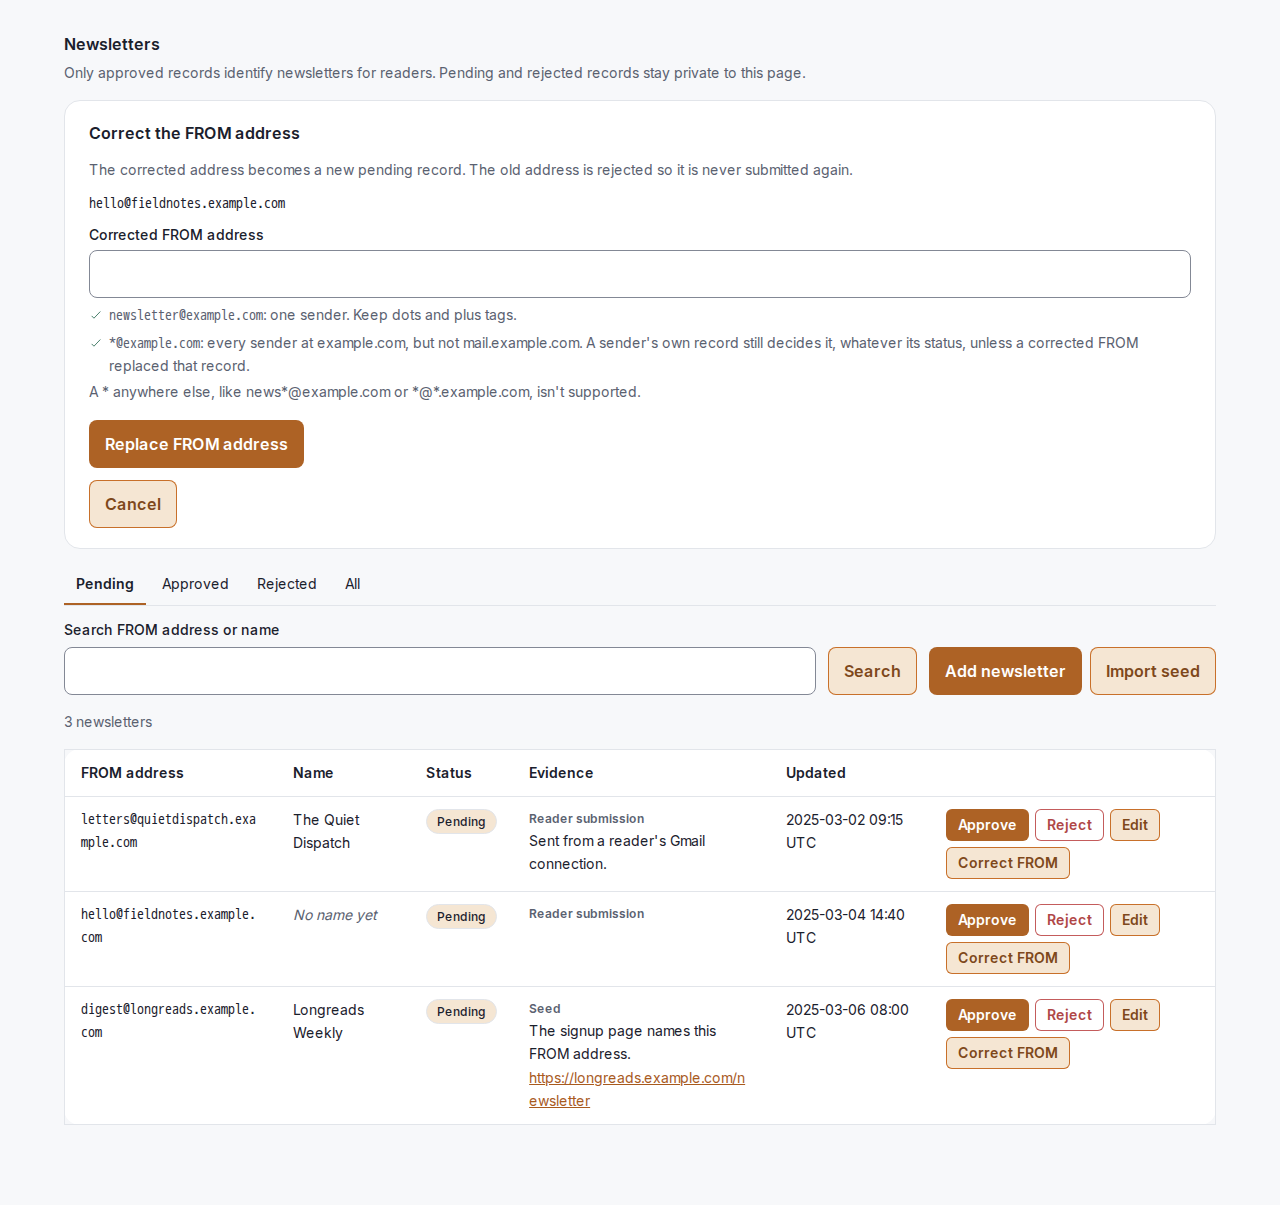 Newsletters
Only approved records identify newsletters for readers. Pending and rejected records stay private to this page.
Correct the FROM address
The corrected address becomes a new pending record. The old address is rejected so it is never submitted again.
hello@fieldnotes.example.com
Corrected FROM address
newsletter@example.com: one sender. Keep dots and plus tags.
*@example.com: every sender at example.com, but not mail.example.com. A sender's own record still decides it, whatever its status, unless a corrected FROM
replaced that record.
A * anywhere else, like news*@example.com or *@*.example.com, isn't supported.
Replace FROM address
Cancel
Pending Approved Rejected All
Search FROM address or name
Search Add newsletter Import seed
3 newsletters
FROM address Name Status Evidence Updated
letters@quietdispatch.exa
mple.com
The Quiet
Dispatch
Pending
Reader submission
Sent from a reader's Gmail
connection.
2025-03-02 09:15
UTC
Approve Reject Edit
Correct FROM
hello@fieldnotes.example.
com
No name yet
Pending
Reader submission
2025-03-04 14:40
UTC
Approve Reject Edit
Correct FROM
digest@longreads.example.
com
Longreads
Weekly
Pending
Seed
The signup page names this
FROM address.
https://longreads.example.com/n
ewsletter
2025-03-06 08:00
UTC
Approve Reject Edit
Correct FROM